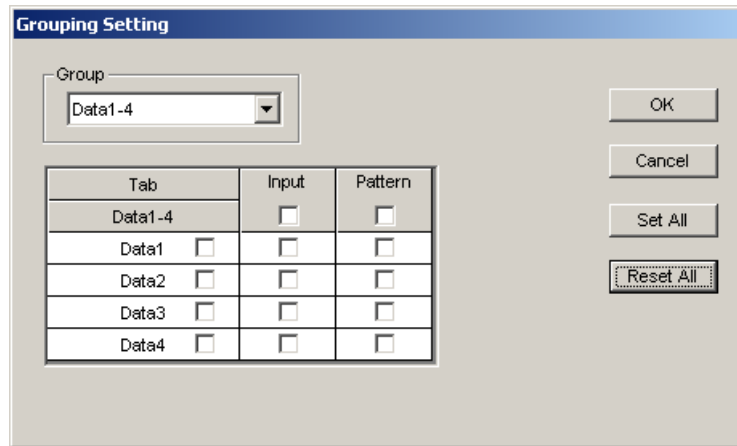 Grouping Setting
Group
Data1-4
OK
Cancel
Set All
Reset All
Tab Input Pattern
Data1-4
Data1
Data2
Data3
Data4